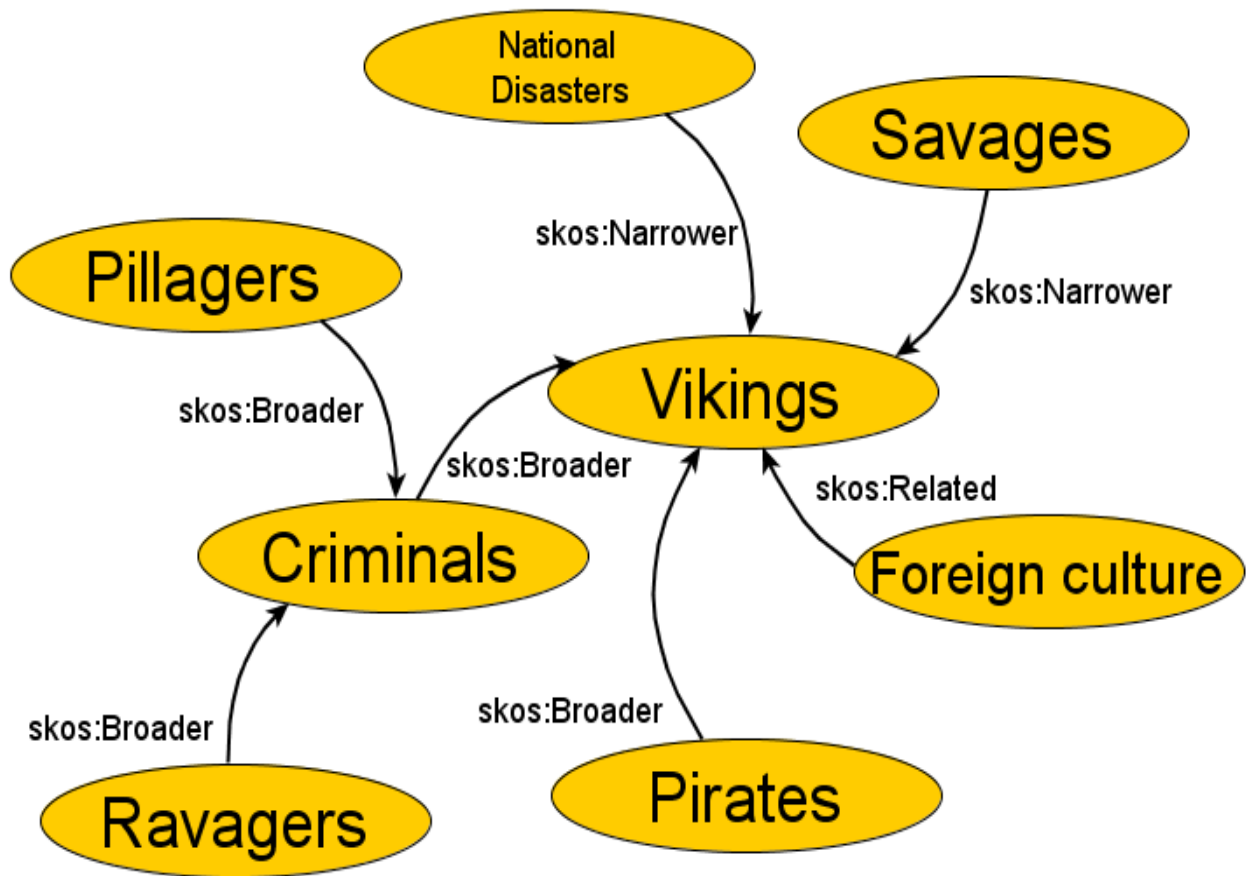 National
Disasters
Savages
skos:Narrower
Pillagers
skos:Narrower
Vikings
skos:Broader
skos:Broader
skos:Related
Criminals
Foreign culture
skos:Broader
skos:Broader
Pirates
Ravagers